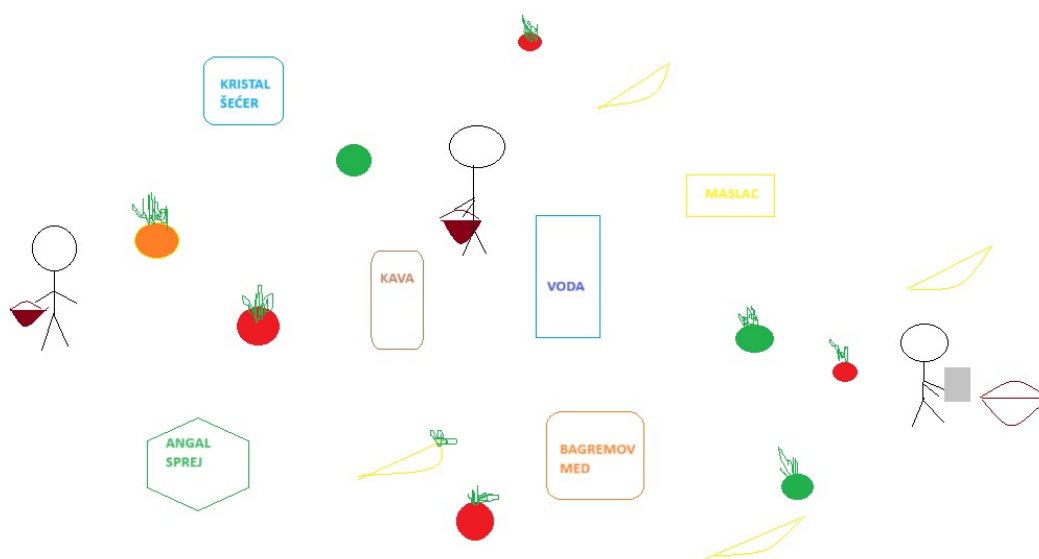 KRISTAL
ŠEĆER
MASLAC
KAVA
VODA
ANGAL
SPREJ
BAGREMOV
MED